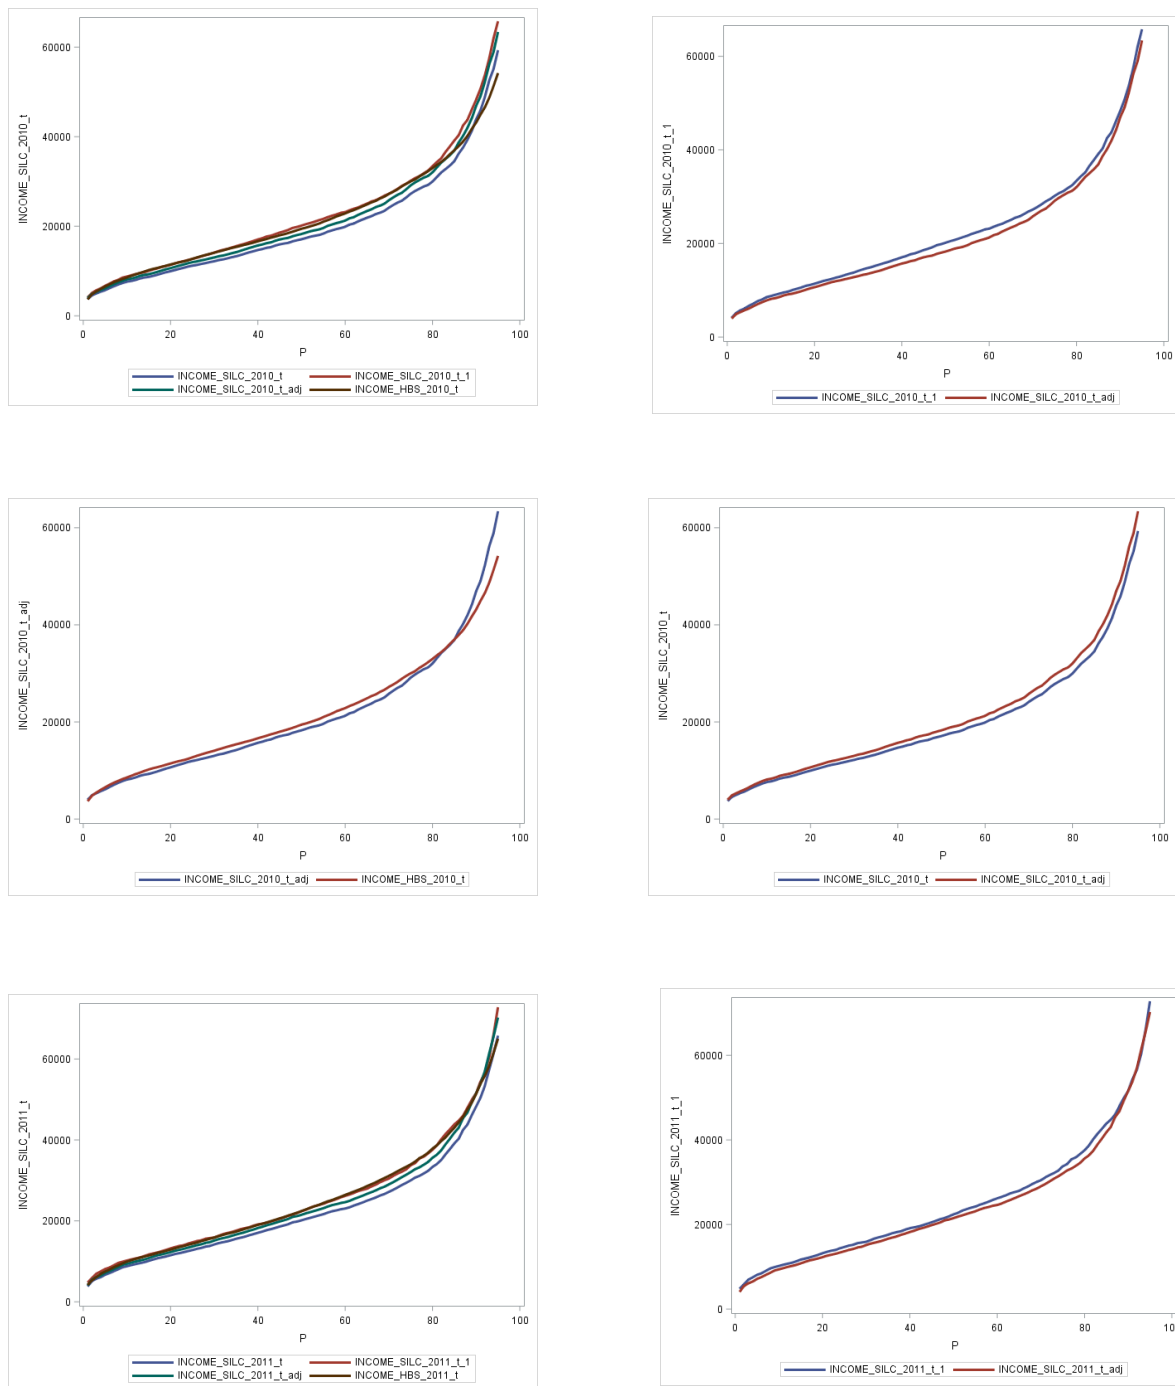 INCOME_SILC_2010_t
60000
40000
20000
0
0 20 40 60 80 100
P
INCOME_SILC_2010_t INCOME_SILC_2010_t_1
INCOME_SILC_2010_t_adj INCOME_HBS_2010_t
INCOME_SILC_2010_t_1
60000
40000
20000
0
0 20 40 60 80 100
P
INCOME_SILC_2010_t_1 INCOME_SILC_2010_t_adj
INCOME_SILC_2010_t_adj
60000
40000
20000
0
0 20 40 60 80 100
P
INCOME_SILC_2010_t_adj INCOME_HBS_2010_t
INCOME_SILC_2010_t
60000
40000
20000
0
0 20 40 60 80 100
P
INCOME_SILC_2010_t INCOME_SILC_2010_t_adj
INCOME_SILC_2011_t
60000
40000
20000
0
0 20 40 60 80 100
P
INCOME_SILC_2011_t INCOME_SILC_2011_t_1
INCOME_SILC_2011_t_adj INCOME_HBS_2011_t
INCOME_SILC_2011_t_1
60000
40000
20000
0
0 20 40 60 80 100
P
INCOME_SILC_2011_t_1 INCOME_SILC_2011_t_adj